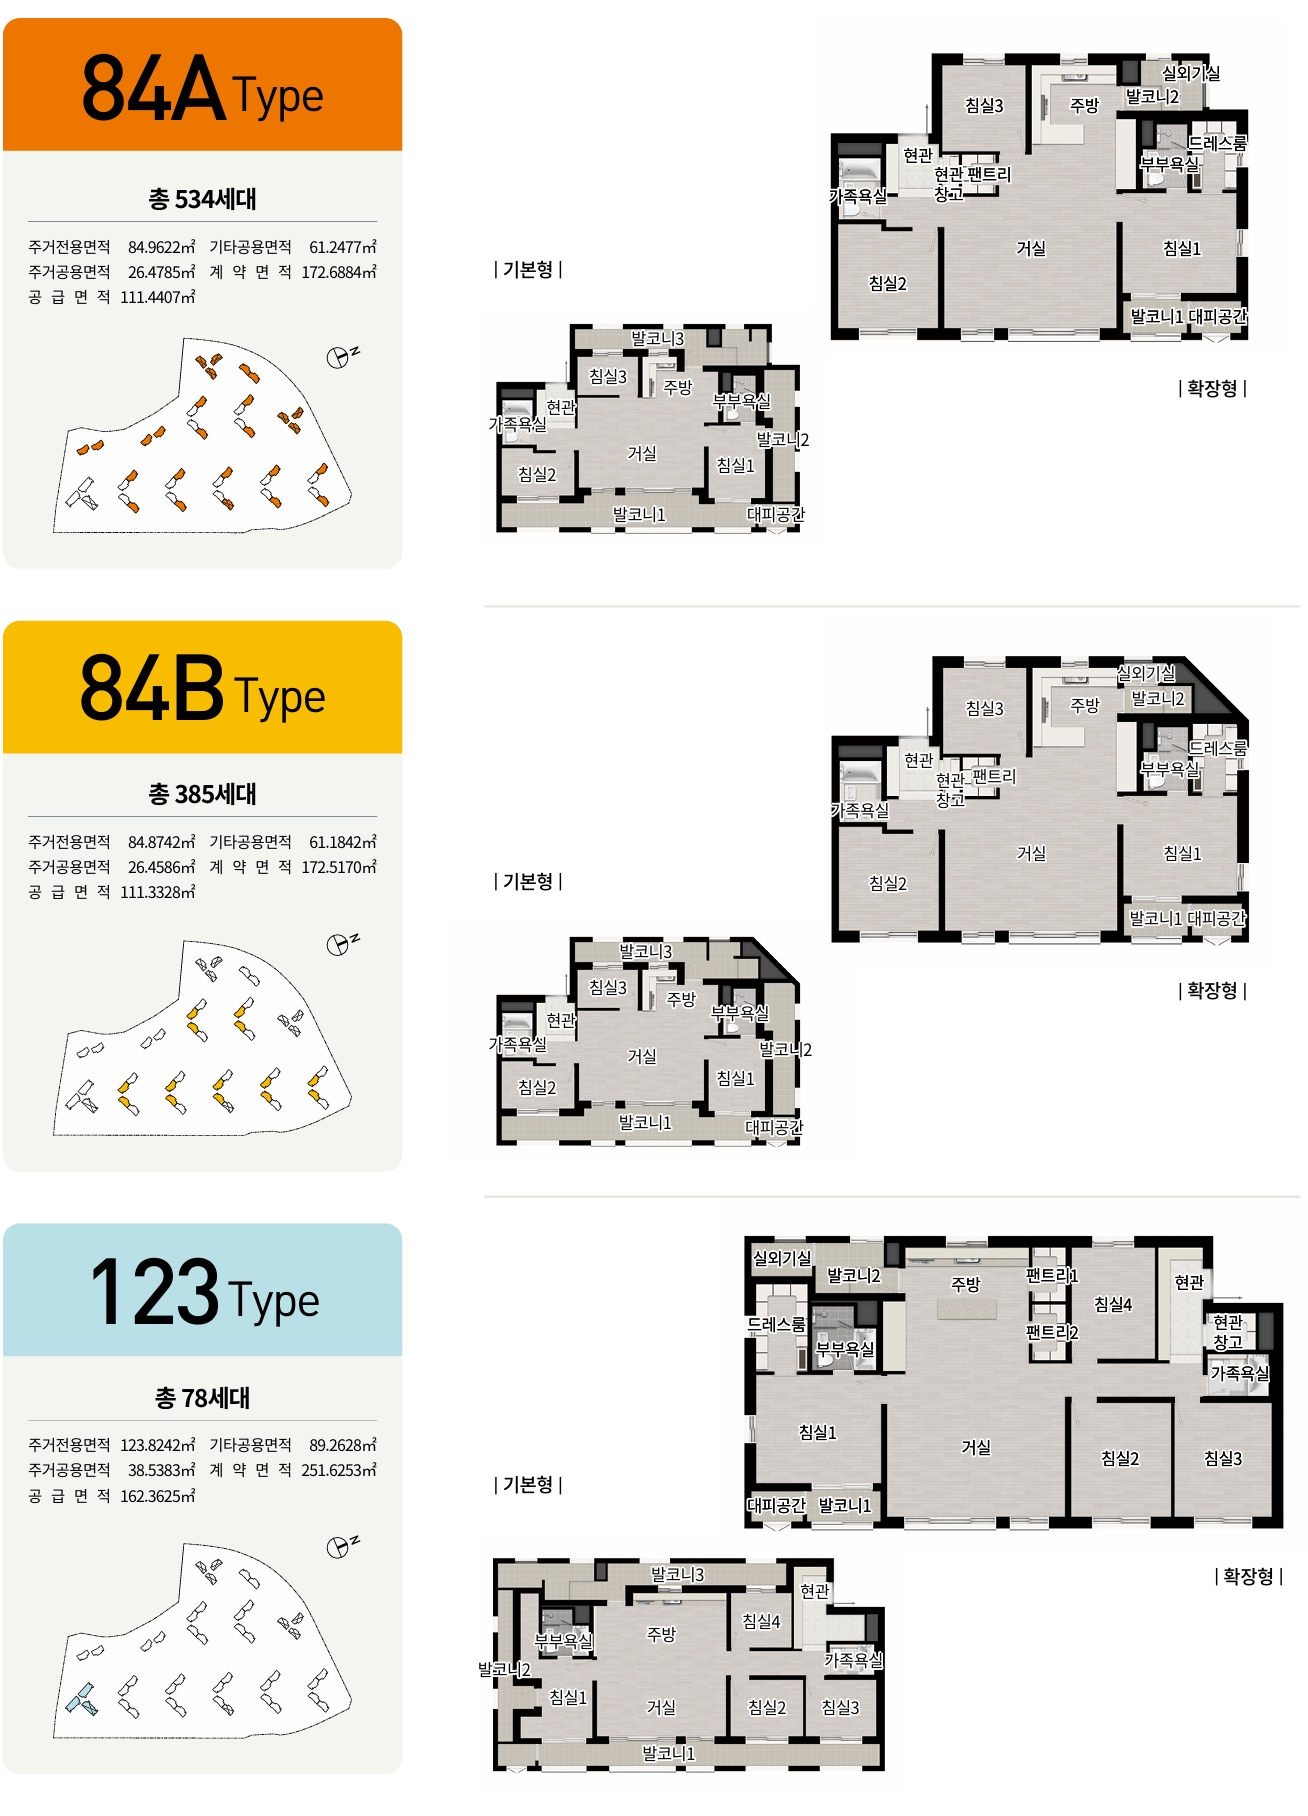 84A Type
총 534세대
주거전용면적 84.9622㎡ 기타공용면적 61.2477㎡
주거공용면적 26.4785㎡ 계 약 면 적 172.6884㎡
공 급 면 적 111.4407㎡
N
| 기본형 |
발코니3
침실3
주방
현관
부부욕실
가족욕실
발코니2
거실
침실1
침실2
발코니1
대피공간
실외기실
침실3
주방
발코니2
드레스룸
현관
부부욕실
현관
창고
팬트리
가족욕실
거실
침실1
침실2
발코니1
대피공간
| 확장형 |
84B Type
총 385세대
주거전용면적 84.8742㎡ 기타공용면적 61.1842㎡
주거공용면적 26.4586㎡ 계 약 면 적 172.5170㎡
공 급 면 적 111.3328㎡
N
| 기본형 |
발코니3
침실3
주방
현관
부부욕실
가족욕실
발코니2
거실
침실1
침실2
발코니1
대피공간
실외기실
발코니2
침실3
주방
드레스룸
현관
부부욕실
현관
창고
팬트리
가족욕실
거실
침실1
침실2
발코니1
대피공간
| 확장형 |
123 Type
총 78세대
주거전용면적 123.8242㎡ 기타공용면적 89.2628㎡
주거공용면적 38.5383㎡ 계 약 면 적 251.6253㎡
공 급 면 적 162.3625㎡
N
| 기본형 |
실외기실
발코니2
주방
팬트리1
현관
침실4
드레스룸
팬트리2
현관
창고
부부욕실
가족욕실
침실1
거실
침실2
침실3
대피공간
발코니1
| 확장형 |
발코니3
현관
침실4
부부욕실
주방
가족욕실
발코니2
침실1
거실
침실2
침실3
발코니1